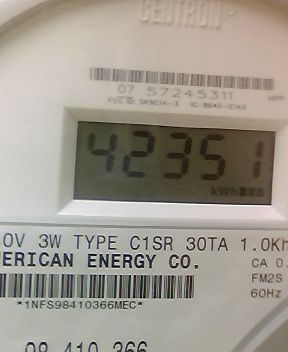 CENTRON®
07 57245311
42351
kWh
0V 3W TYPE C1SR 30TA 1.0Kh
ERICAN ENERGY CO.
CA 0.
FM2S
60Hz
*1NFS98410366MEC*
98 410 366